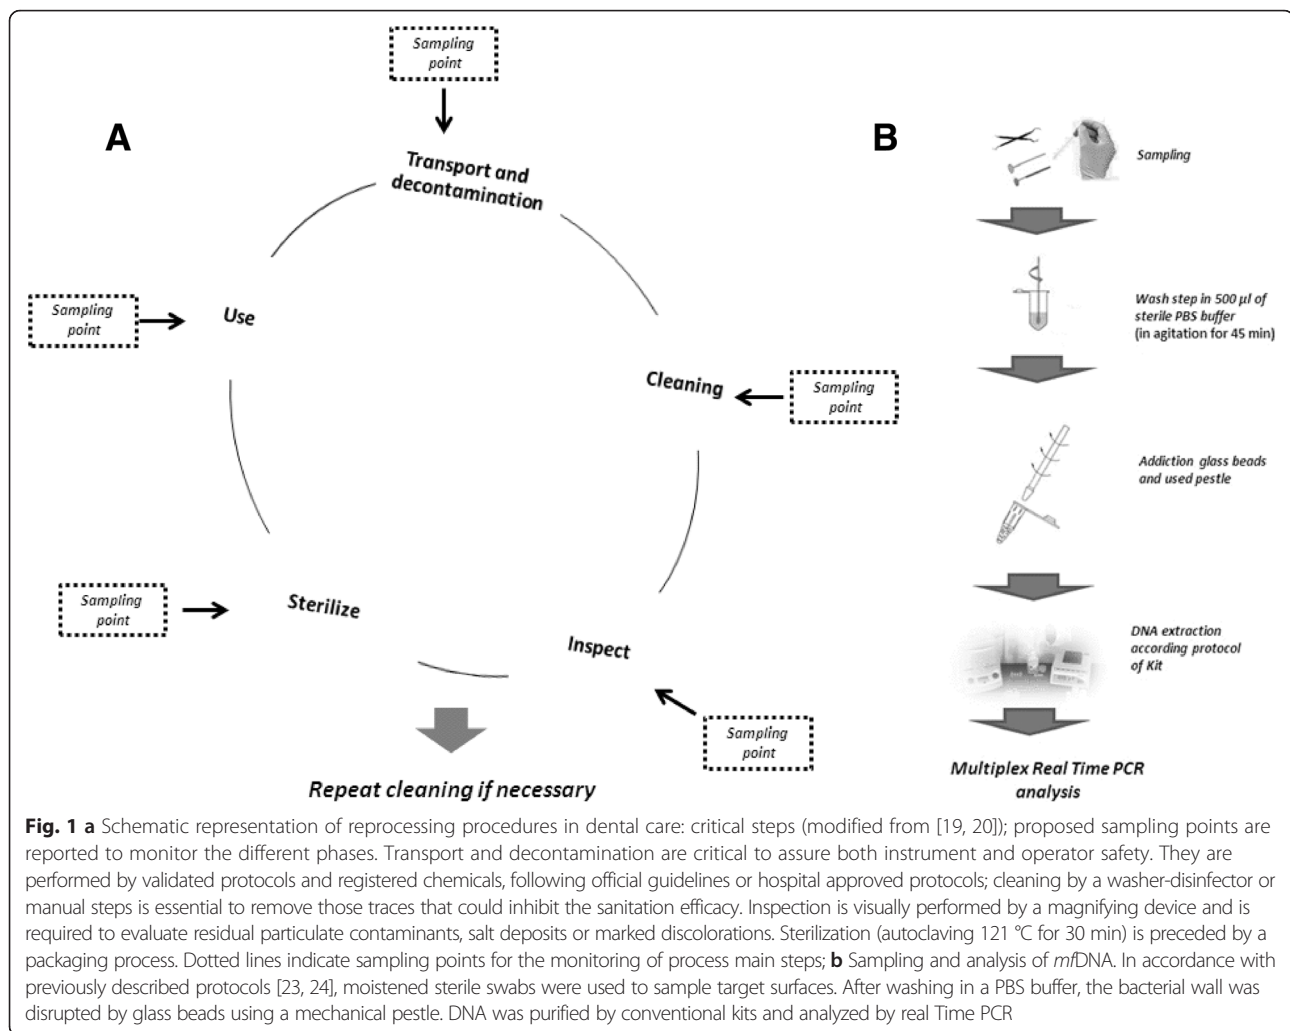 Sampling
point
A
Transport and
decontamination
Sampling
point
Use
Cleaning
Sampling
point
Sampling
point
Sterilize
Inspect
Sampling
point
Repeat cleaning if necessary
B
Sampling
Wash step in 500 µl of
sterile PBS buffer
(in agitation for 45 min)
Addiction glass beads
and used pestle
DNA extraction
according protocol
of Kit
Multiplex Real Time PCR
analysis
Fig. 1 a Schematic representation of reprocessing procedures in dental care: critical steps (modified from [19, 20]); proposed sampling points are
reported to monitor the different phases. Transport and decontamination are critical to assure both instrument and operator safety. They are
performed by validated protocols and registered chemicals, following official guidelines or hospital approved protocols; cleaning by a washer-disinfector or
manual steps is essential to remove those traces that could inhibit the sanitation efficacy. Inspection is visually performed by a magnifying device and is
required to evaluate residual particulate contaminants, salt deposits or marked discolorations. Sterilization (autoclaving 121 °C for 30 min) is preceded by a
packaging process. Dotted lines indicate sampling points for the monitoring of process main steps; b Sampling and analysis of mfDNA. In accordance with
previously described protocols [23, 24], moistened sterile swabs were used to sample target surfaces. After washing in a PBS buffer, the bacterial wall was
disrupted by glass beads using a mechanical pestle. DNA was purified by conventional kits and analyzed by real Time PCR